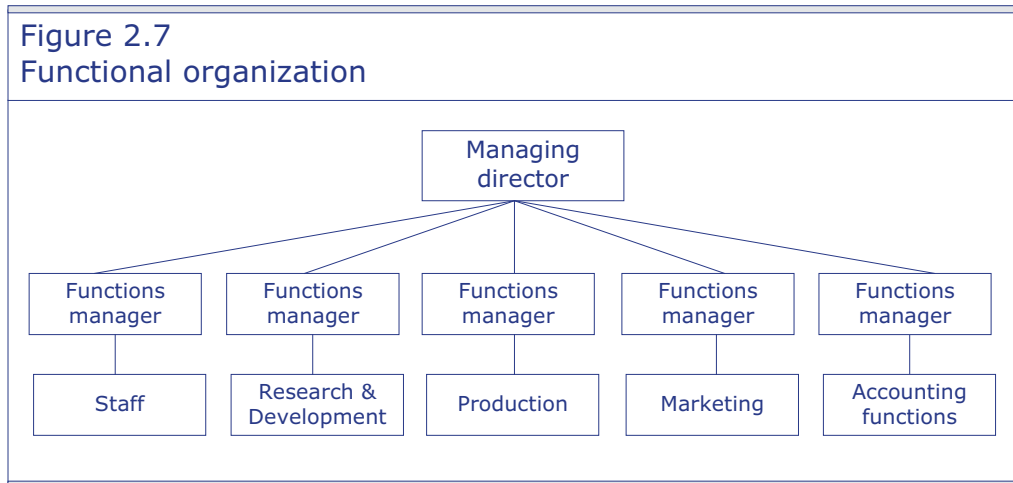 Figure 2.7
Functional organization
Managing
director
Functions
manager
Functions
manager
Functions
manager
Functions
manager
Functions
manager
Staff
Research &
Development
Production
Marketing
Accounting
functions